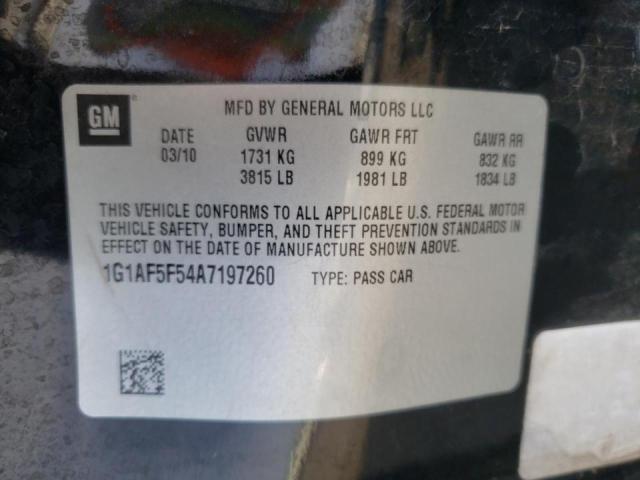 GM
MFD BY GENERAL MOTORS LLC
DATE GVWR GAWR FRT GAWR RR
03/10 1731 KG 899 KG 832 KG
3815 LB 1981 LB 1834 LB
THIS VEHICLE CONFORMS TO ALL APPLICABLE U.S. FEDERAL MOTOR
VEHICLE SAFETY, BUMPER, AND THEFT PREVENTION STANDARDS IN
EFFECT ON THE DATE OF MANUFACTURE SHOWN ABOVE.
1G1AF5F54A7197260 TYPE: PASS CAR